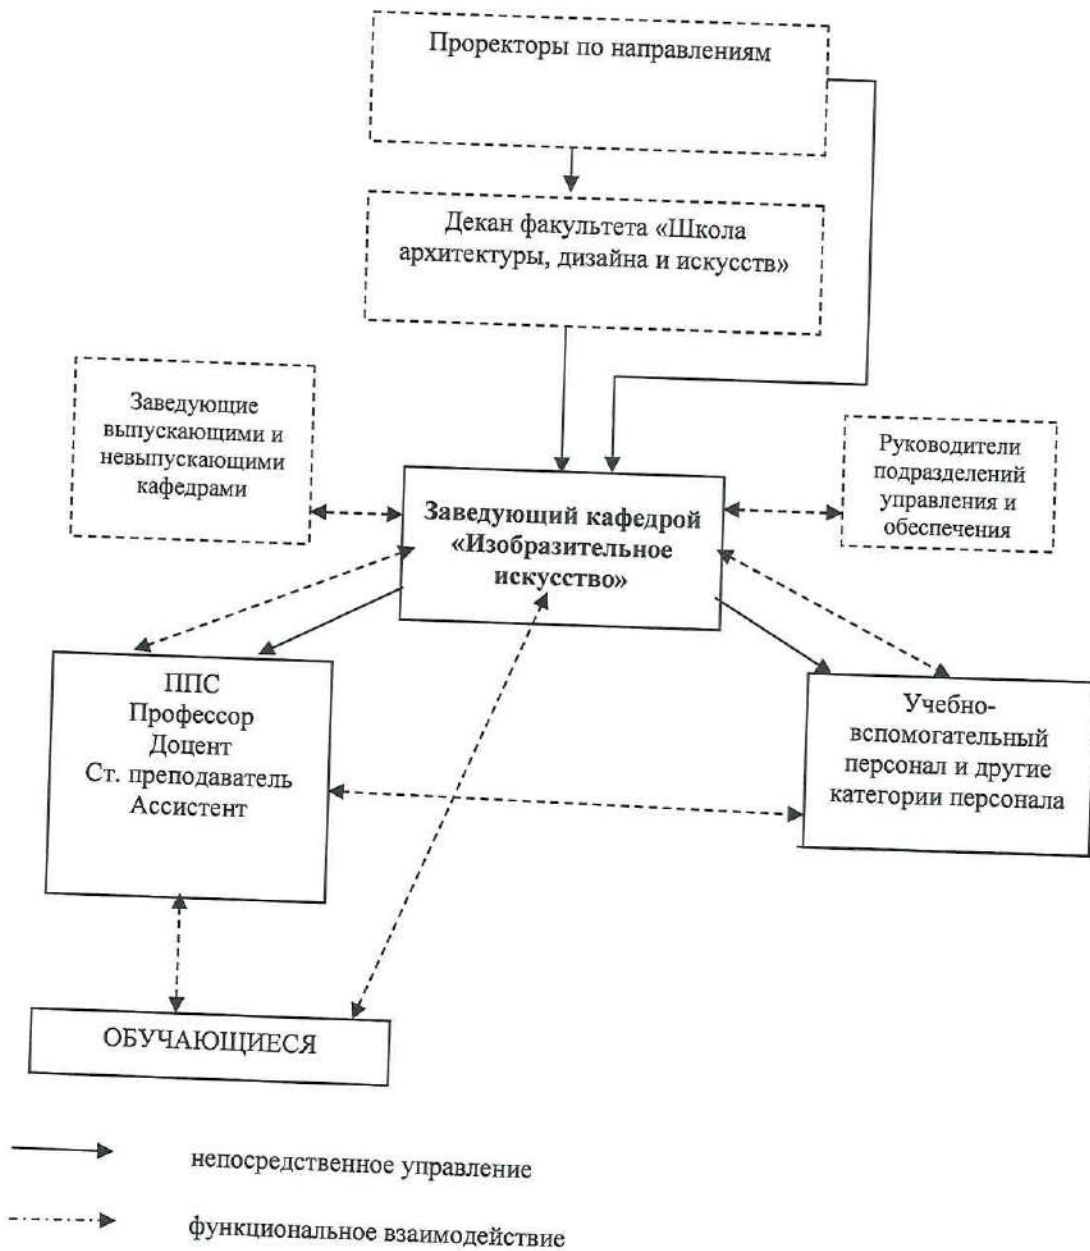 Проректоры по направлениям
Декан факультета «Школа
архитектуры, дизайна и искусств»
Заведующие
выпускающими и
невыпускающими
кафедрами
Руководители
подразделений
управления и
обеспечения
Заведующий кафедрой
«Изобразительное
искусство»
ППС
Профессор
Доцент
Ст. преподаватель
Ассистент
Учебно-
вспомогательный
персонал и другие
категории персонала
ОБУЧАЮЩИЕСЯ
непосредственное управление
функциональное взаимодействие